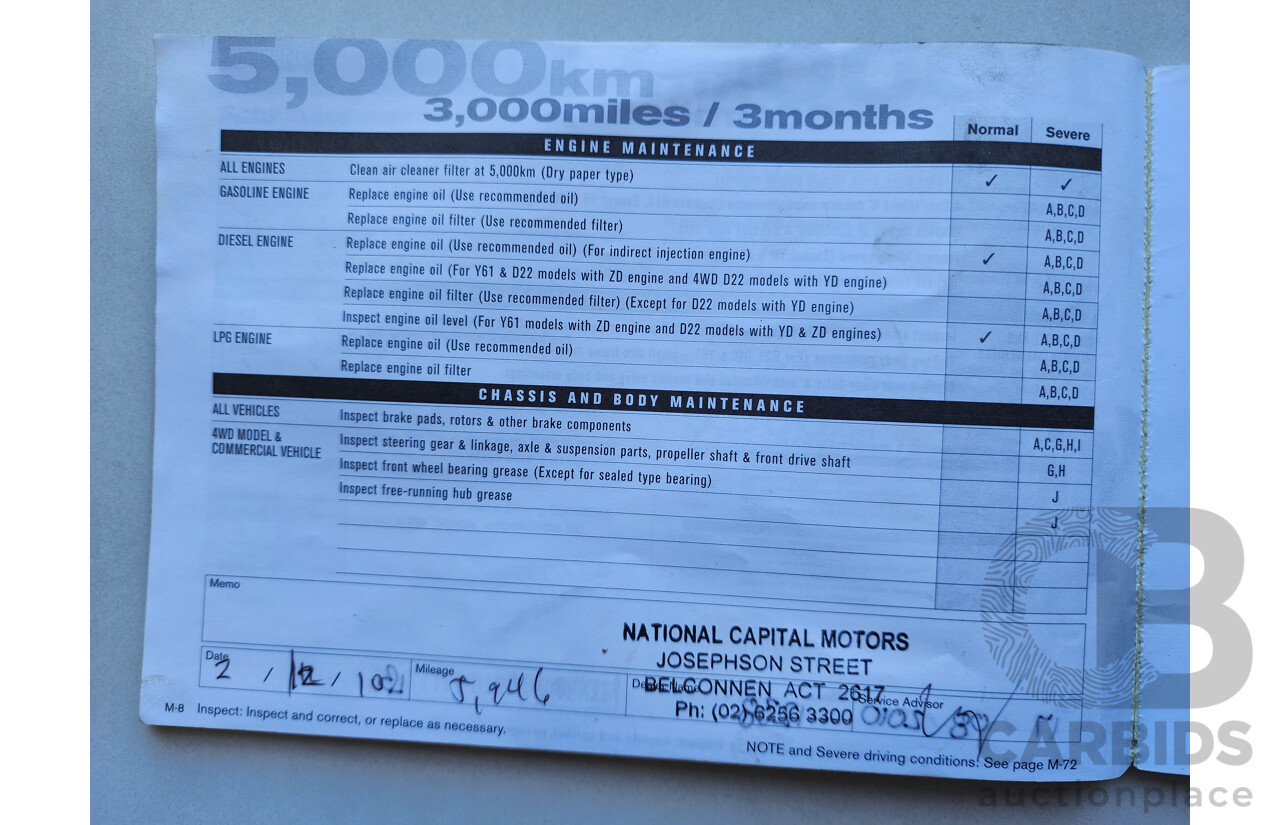 5,000km
3,000miles / 3months
Normal Severe
ENGINE MAINTENANCE
ALL ENGINES Clean air cleaner filter at 5,000km (Dry paper type) ✓ ✓
GASOLINE ENGINE Replace engine oil (Use recommended oil) A,B,C,D
Replace engine oil filter (Use recommended filter) A,B,C,D
DIESEL ENGINE Replace engine oil (Use recommended oil) (For indirect injection engine) ✓ A,B,C,D
Replace engine oil (For Y61 & D22 models with ZD engine and 4WD D22 models with YD engine) A,B,C,D
Replace engine oil filter (Use recommended filter) (Except for D22 models with YD engine) A,B,C,D
Inspect engine oil level (For Y61 models with ZD engine and D22 models with YD & ZD engines) ✓ A,B,C,D
LPG ENGINE Replace engine oil (Use recommended oil) A,B,C,D
Replace engine oil filter A,B,C,D
CHASSIS AND BODY MAINTENANCE
ALL VEHICLES Inspect brake pads, rotors & other brake components A,C,G,H,I
4WD MODEL & COMMERCIAL VEHICLE Inspect steering gear & linkage, axle & suspension parts, propeller shaft & front drive shaft G,H
Inspect front wheel bearing grease (Except for sealed type bearing) J
Inspect free-running hub grease J
Memo
NATIONAL CAPITAL MOTORS
JOSEPHSON STREET
BELCONNEN ACT 2617
Ph: (02) 6256 3300
Date 2 / 12 /
Mileage 5,946
Dealer Name
Service Advisor
M-8 Inspect: Inspect and correct, or replace as necessary.
NOTE and Severe driving conditions: See page M-72
CARBIDS
auctionplace